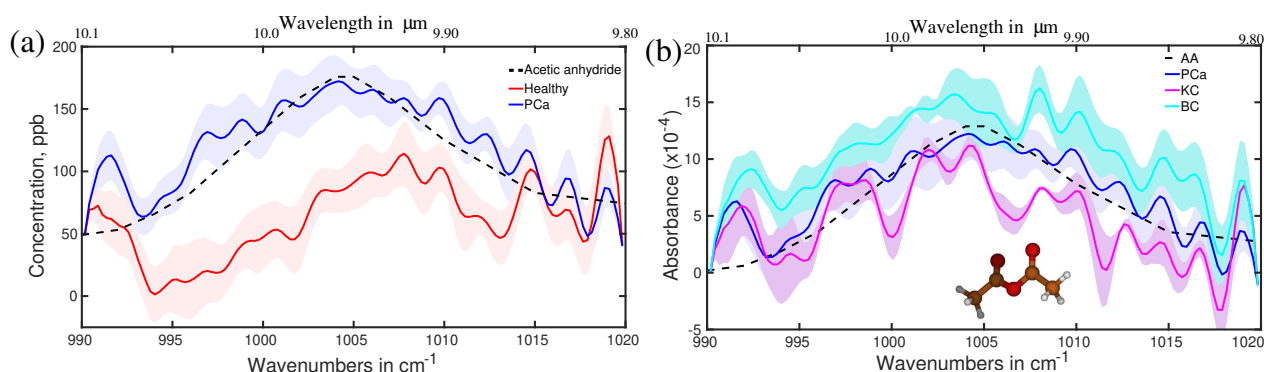 (a)
Wavelength in μm
10.1 10.0 9.90 9.80
Concentration, ppb
200
150
100
50
0
Acetic anhydride
Healthy
PCa
990 995 1000 1005 1010 1015 1020
Wavenumbers in cm-1
(b)
Wavelength in μm
10.1 10.0 9.90 9.80
Absorbance (x10-4)
20
15
10
5
0
-5
AA
PCa
KC
BC
990 995 1000 1005 1010 1015 1020
Wavenumbers in cm-1